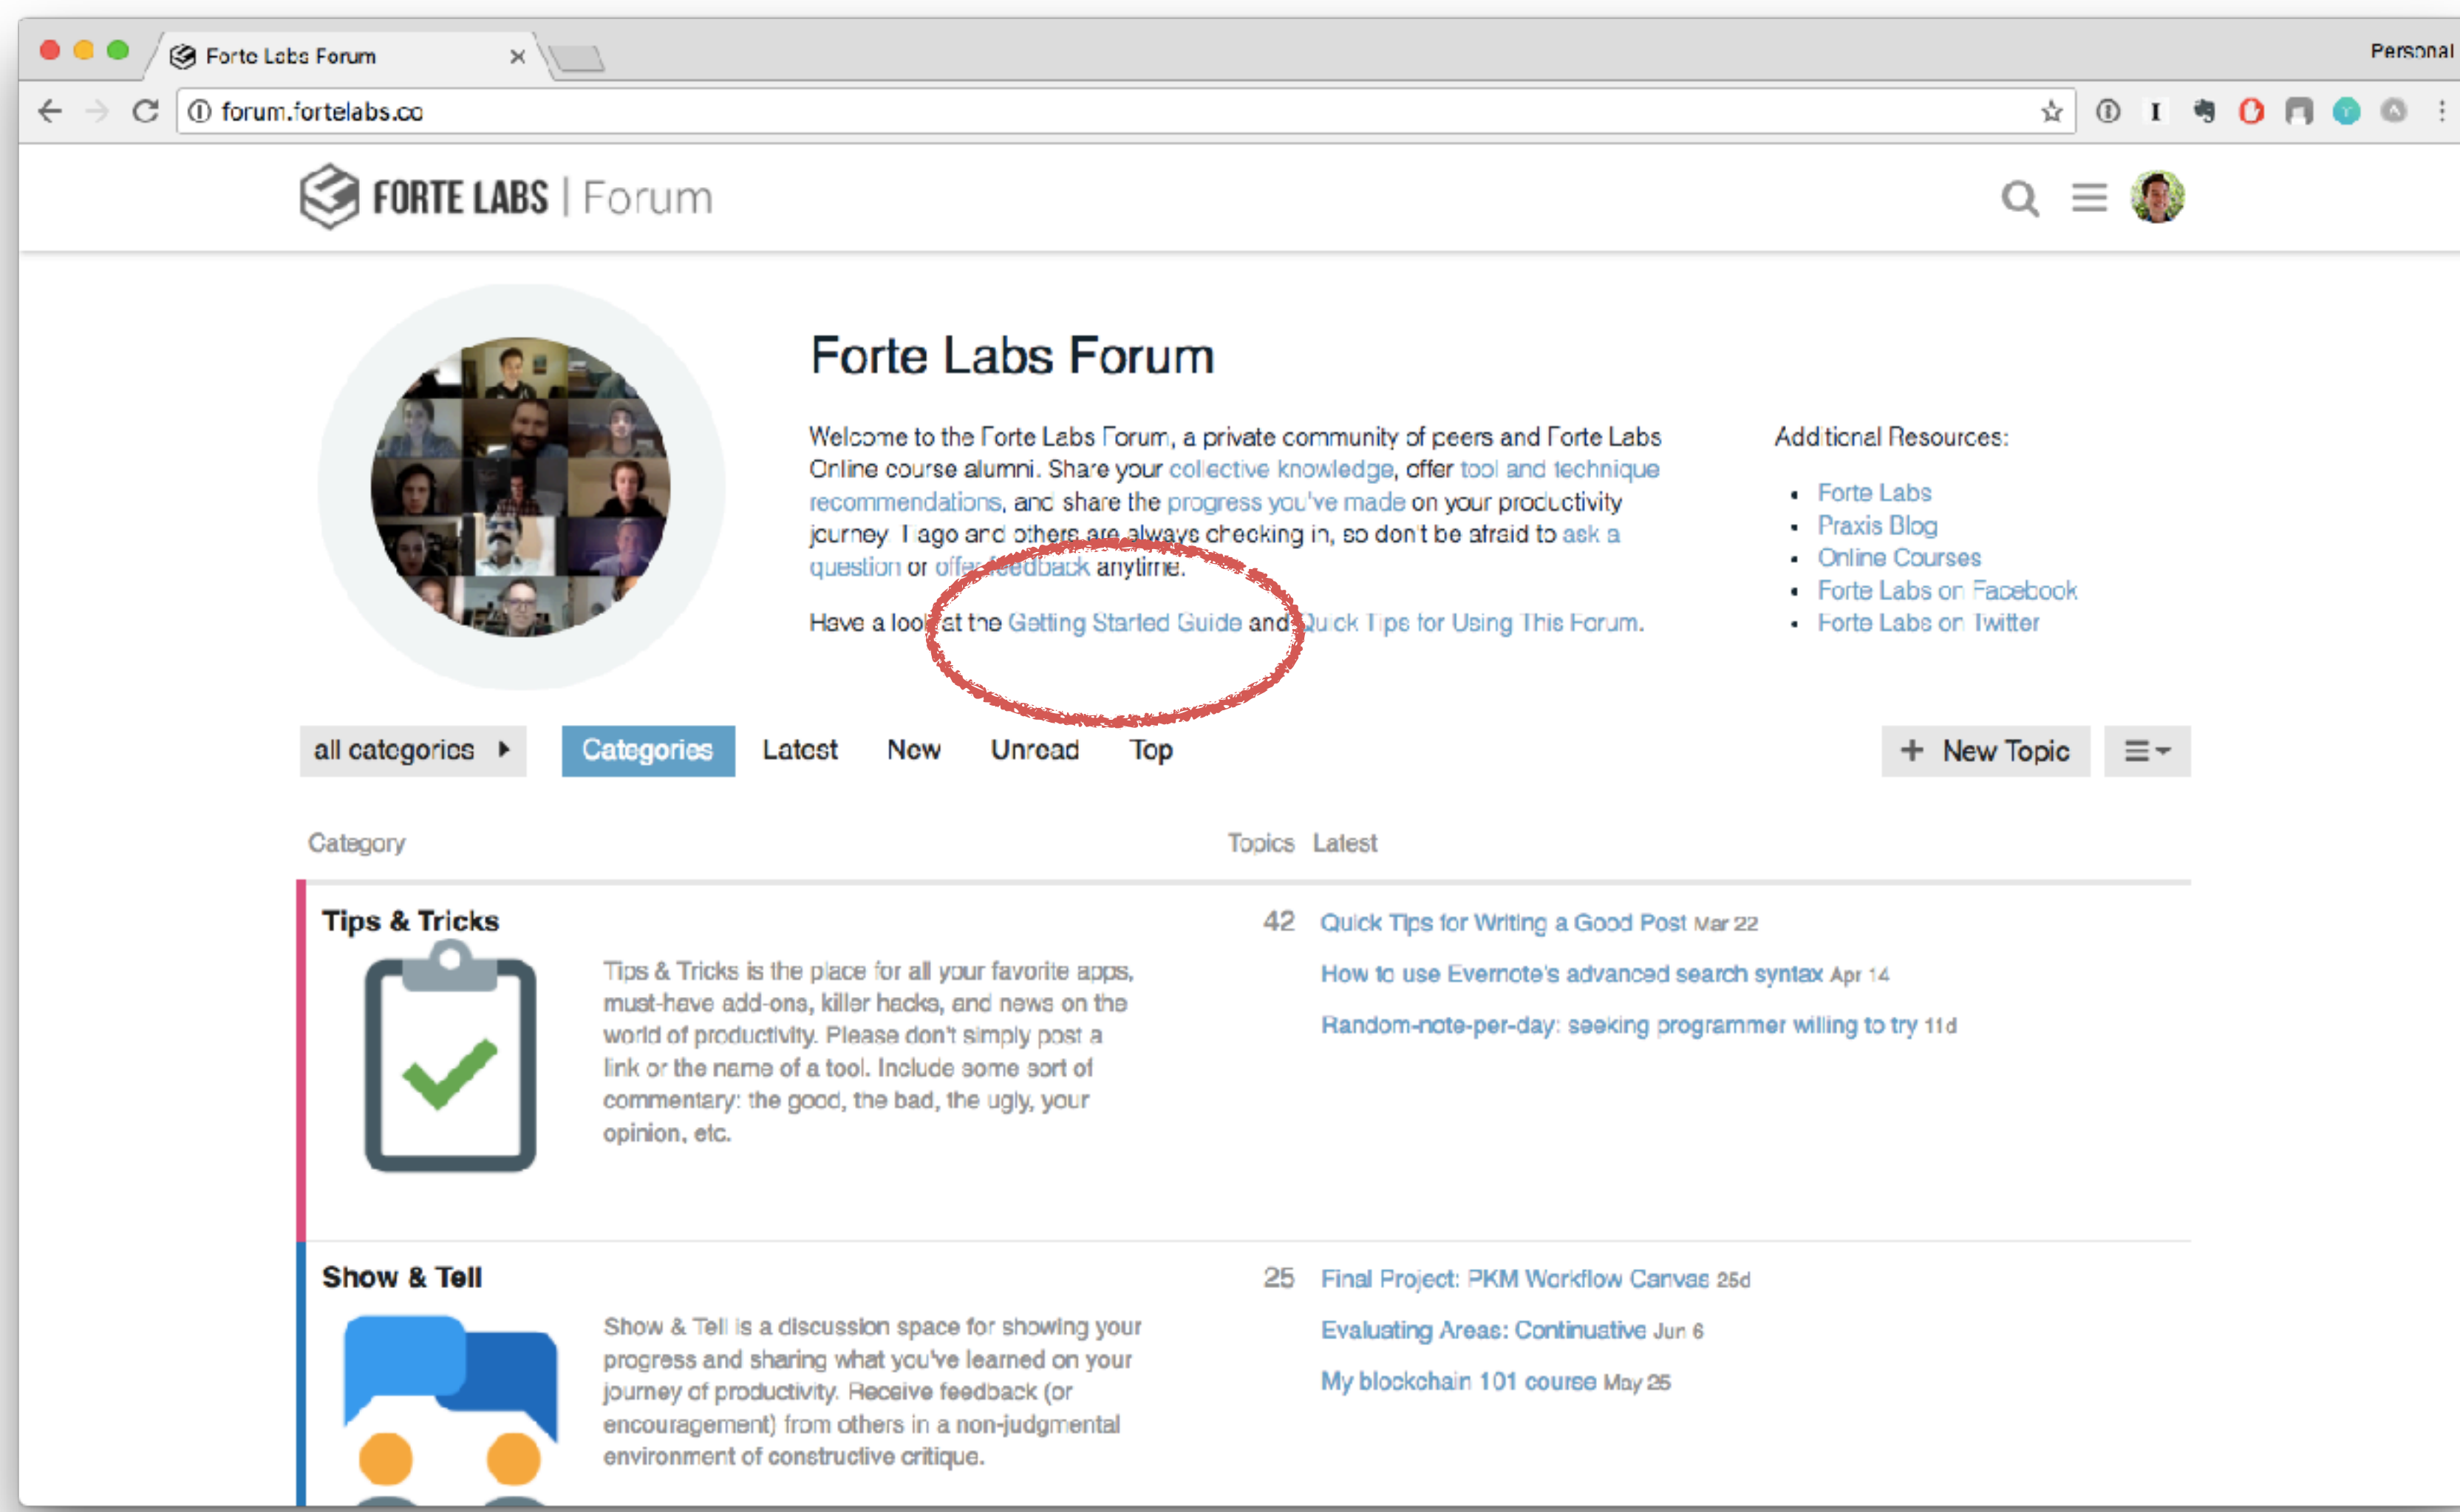 Forte Labs Forum
Personal
forum.fortelabs.co
FORTE LABS | Forum
Forte Labs Forum
Welcome to the Forte Labs Forum, a private community of peers and Forte Labs
Online course alumni. Share your collective knowledge, offer tool and technique
recommendations, and share the progress you've made on your productivity
journey. Tiago and others are always checking in, so don't be afraid to ask a
question or offer feedback anytime.
Have a look at the Getting Started Guide and Quick Tips for Using This Forum.
Additional Resources:
Forte Labs
Praxis Blog
Online Courses
Forte Labs on Facebook
Forte Labs on Twitter
all categories
Categories
Latest
New
Unread
Top
+ New Topic
Category
Topics
Latest
Tips & Tricks
Tips & Tricks is the place for all your favorite apps,
must-have add-ons, killer hacks, and news on the
world of productivity. Please don't simply post a
link or the name of a tool. Include some sort of
commentary: the good, the bad, the ugly, your
opinion, etc.
42
Quick Tips for Writing a Good Post Mar 22
How to use Evernote's advanced search syntax Apr 14
Random-note-per-day: seeking programmer willing to try 11d
Show & Tell
Show & Tell is a discussion space for showing your
progress and sharing what you've learned on your
journey of productivity. Receive feedback (or
encouragement) from others in a non-judgmental
environment of constructive critique.
25
Final Project: PKM Workflow Canvas 25d
Evaluating Areas: Continuative Jun 6
My blockchain 101 course May 25